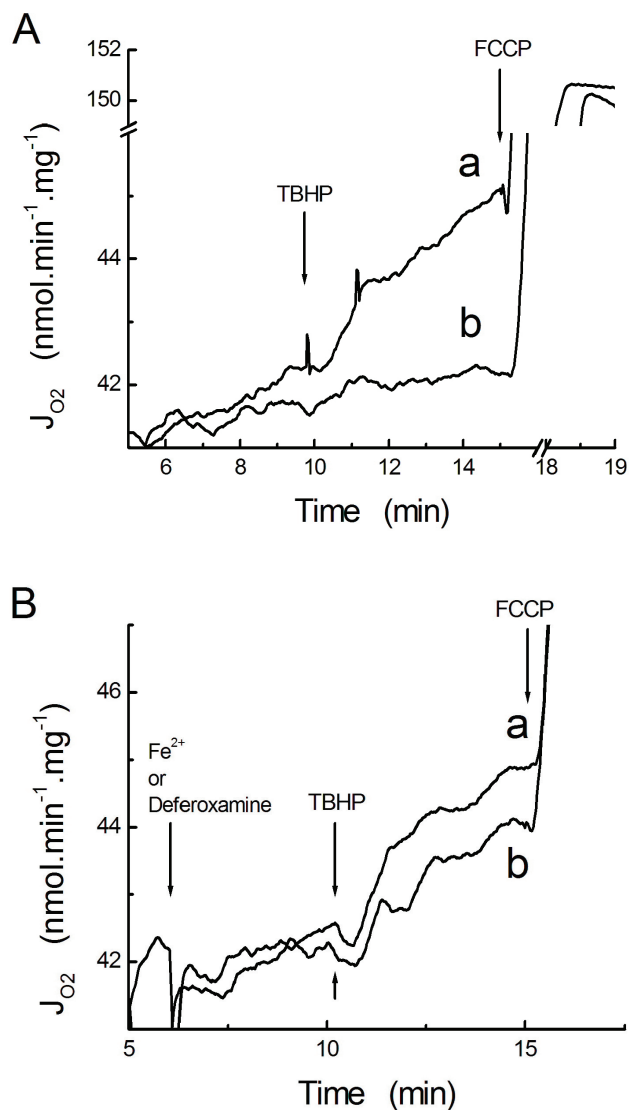 A
152
150
44
42
J_O2 (nmol.min⁻¹.mg⁻¹)
TBHP
FCCP
a
b
6 8 10 12 14 18 19
Time (min)
B
46
44
42
J_O2 (nmol.min⁻¹.mg⁻¹)
FCCP
a
Fe²⁺
or
Deferoxamine
TBHP
b
5 10 15
Time (min)